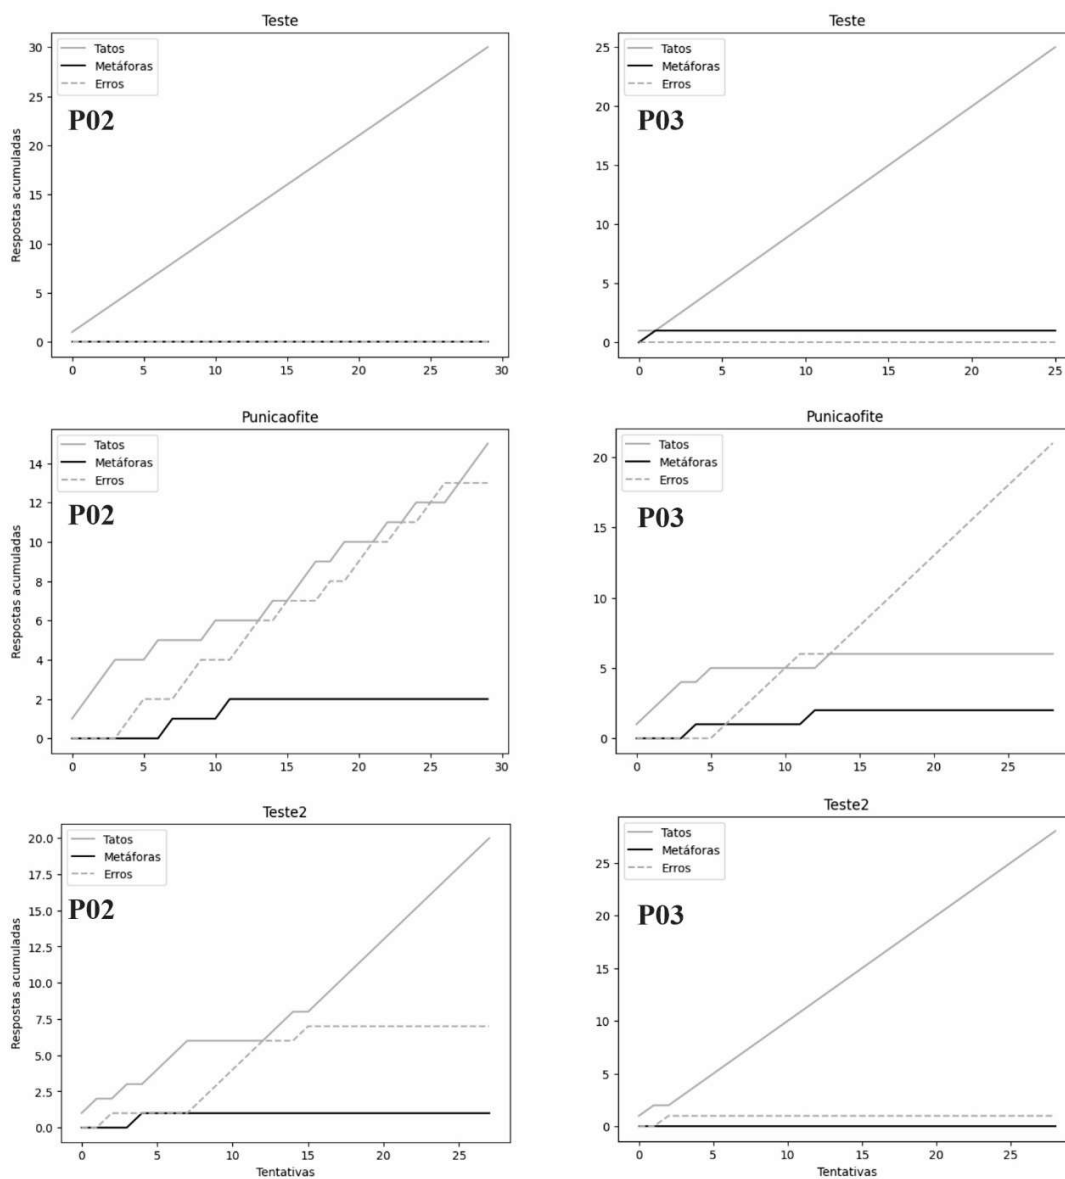 Teste
Respostas acumuladas
30
25
20
15
10
5
0
Tatos
Metáforas
Erros
P02
0 5 10 15 20 25 30
Teste
25
20
15
10
5
0
Tatos
Metáforas
Erros
P03
0 5 10 15 20 25
Punicaofite
Respostas acumuladas
14
12
10
8
6
4
2
0
Tatos
Metáforas
Erros
P02
0 5 10 15 20 25 30
Punicaofite
20
15
10
5
0
Tatos
Metáforas
Erros
P03
0 5 10 15 20 25
Teste2
Respostas acumuladas
20.0
17.5
15.0
12.5
10.0
7.5
5.0
2.5
0.0
Tatos
Metáforas
Erros
P02
0 5 10 15 20 25
Tentativas
Teste2
25
20
15
10
5
0
Tatos
Metáforas
Erros
P03
0 5 10 15 20 25
Tentativas